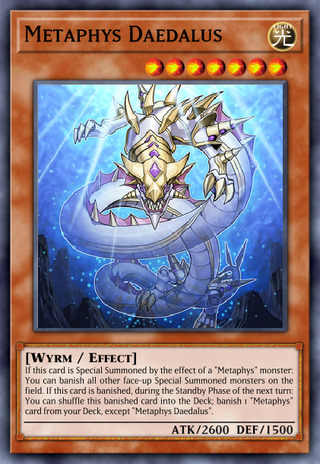 Metaphys Daedalus
LIGHT
光
[Wyrm / Effect]
If this card is Special Summoned by the effect of a "Metaphys" monster:
You can banish all other face-up Special Summoned monsters on the
field. If this card is banished, during the Standby Phase of the next turn:
You can shuffle this banished card into the Deck; banish 1 "Metaphys"
card from your Deck, except "Metaphys Daedalus".
ATK/2600 DEF/1500